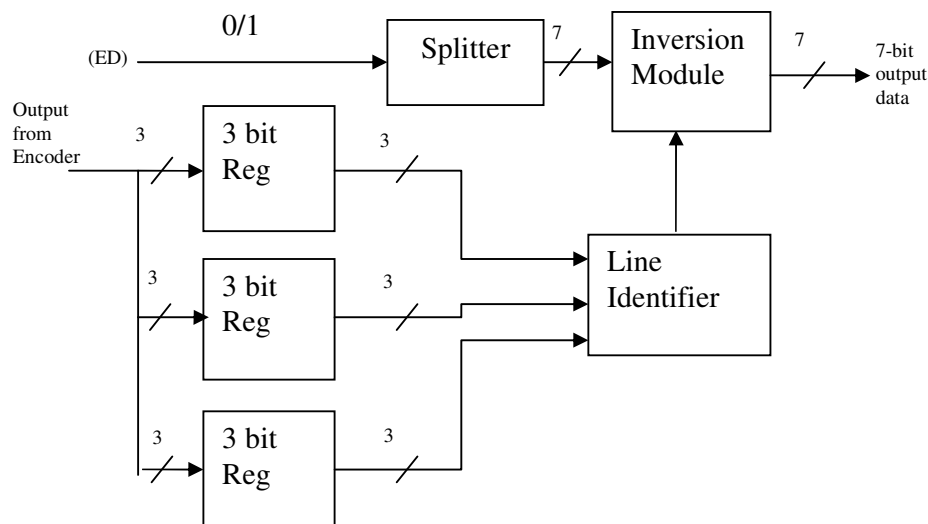 0/1
(ED)
Splitter
7
Inversion
Module
7
7-bit
output
data
Output
from
Encoder
3
3 bit
Reg
3
3
3 bit
Reg
3
Line
Identifier
3
3 bit
Reg
3